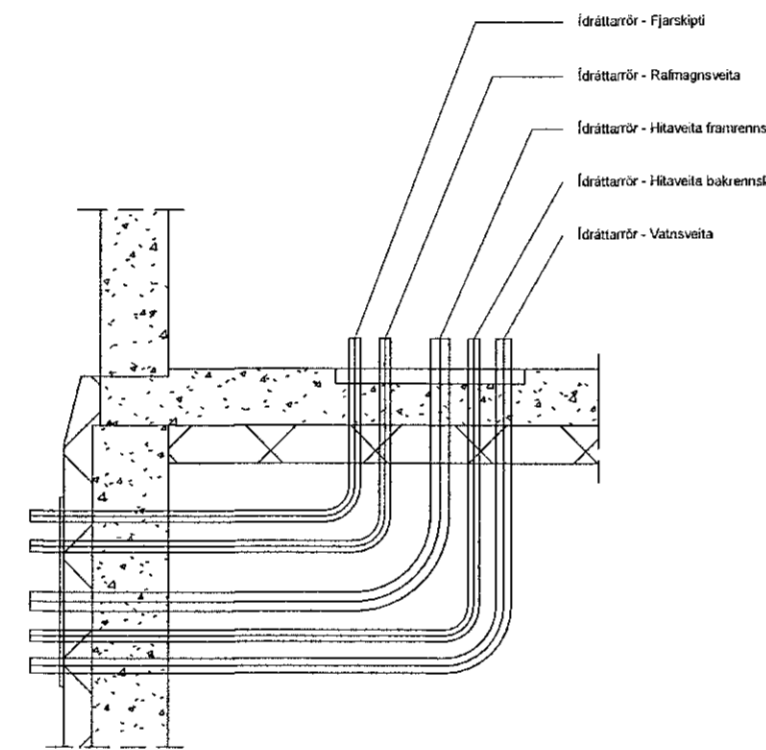 Ídráttarrör - Fjarskipti
Ídráttarrör - Rafmagnsveita
Ídráttarrör - Hitaveita framrenns
Ídráttarrör - Hitaveita bakrennsl
Ídráttarrör - Vatnsveita